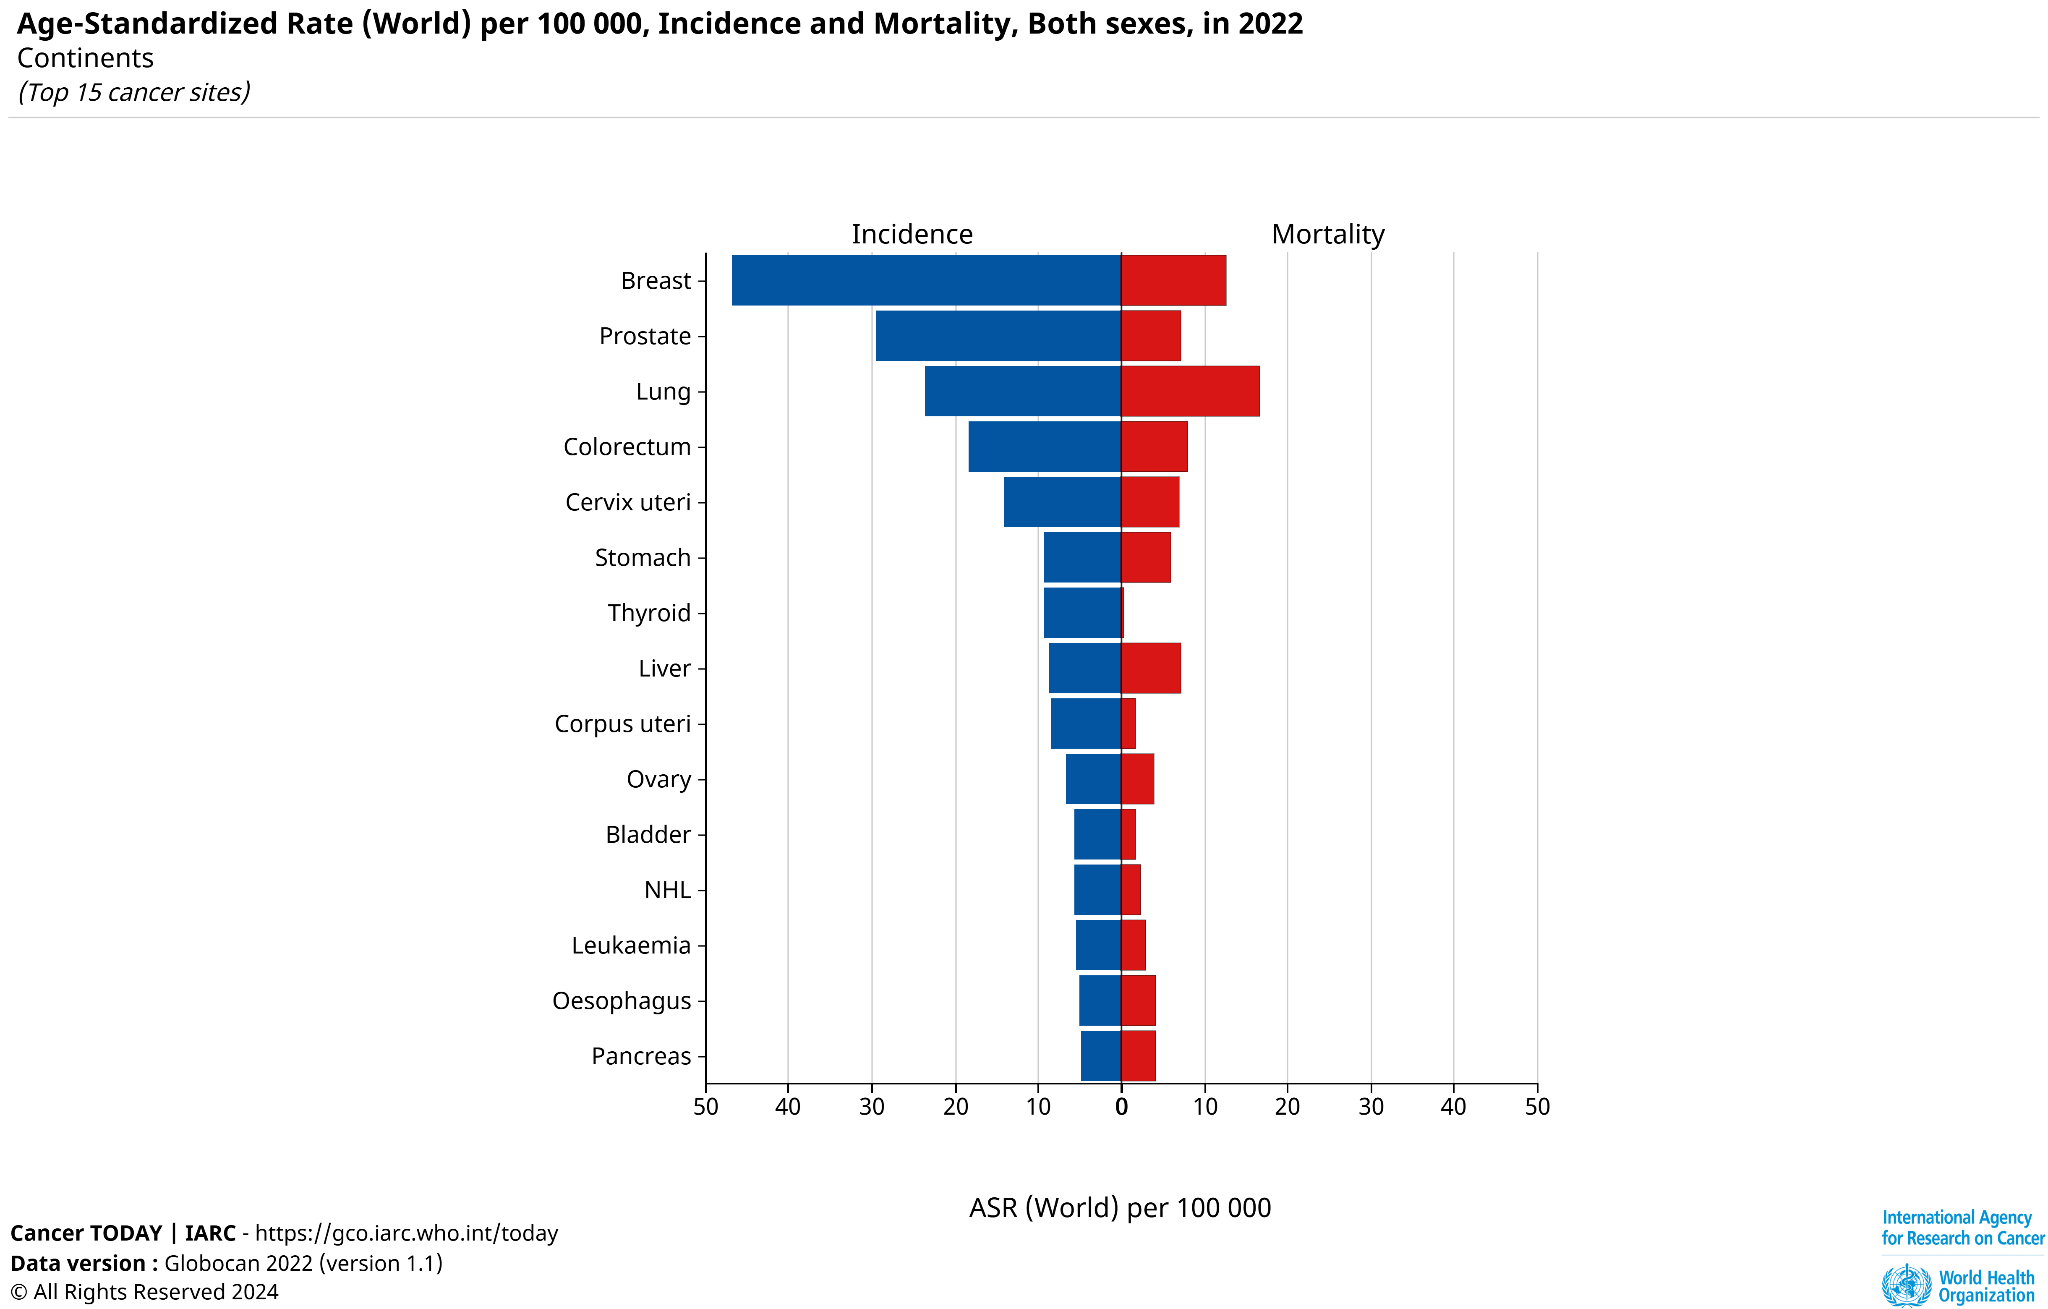 Age-Standardized Rate (World) per 100 000, Incidence and Mortality, Both sexes, in 2022
Continents
(Top 15 cancer sites)
Incidence
Mortality
Breast
Prostate
Lung
Colorectum
Cervix uteri
Stomach
Thyroid
Liver
Corpus uteri
Ovary
Bladder
NHL
Leukaemia
Oesophagus
Pancreas
50 40 30 20 10 0 10 20 30 40 50
ASR (World) per 100 000
Cancer TODAY | IARC - https://gco.iarc.who.int/today
Data version : Globocan 2022 (version 1.1)
© All Rights Reserved 2024
International Agency
for Research on Cancer
World Health
Organization